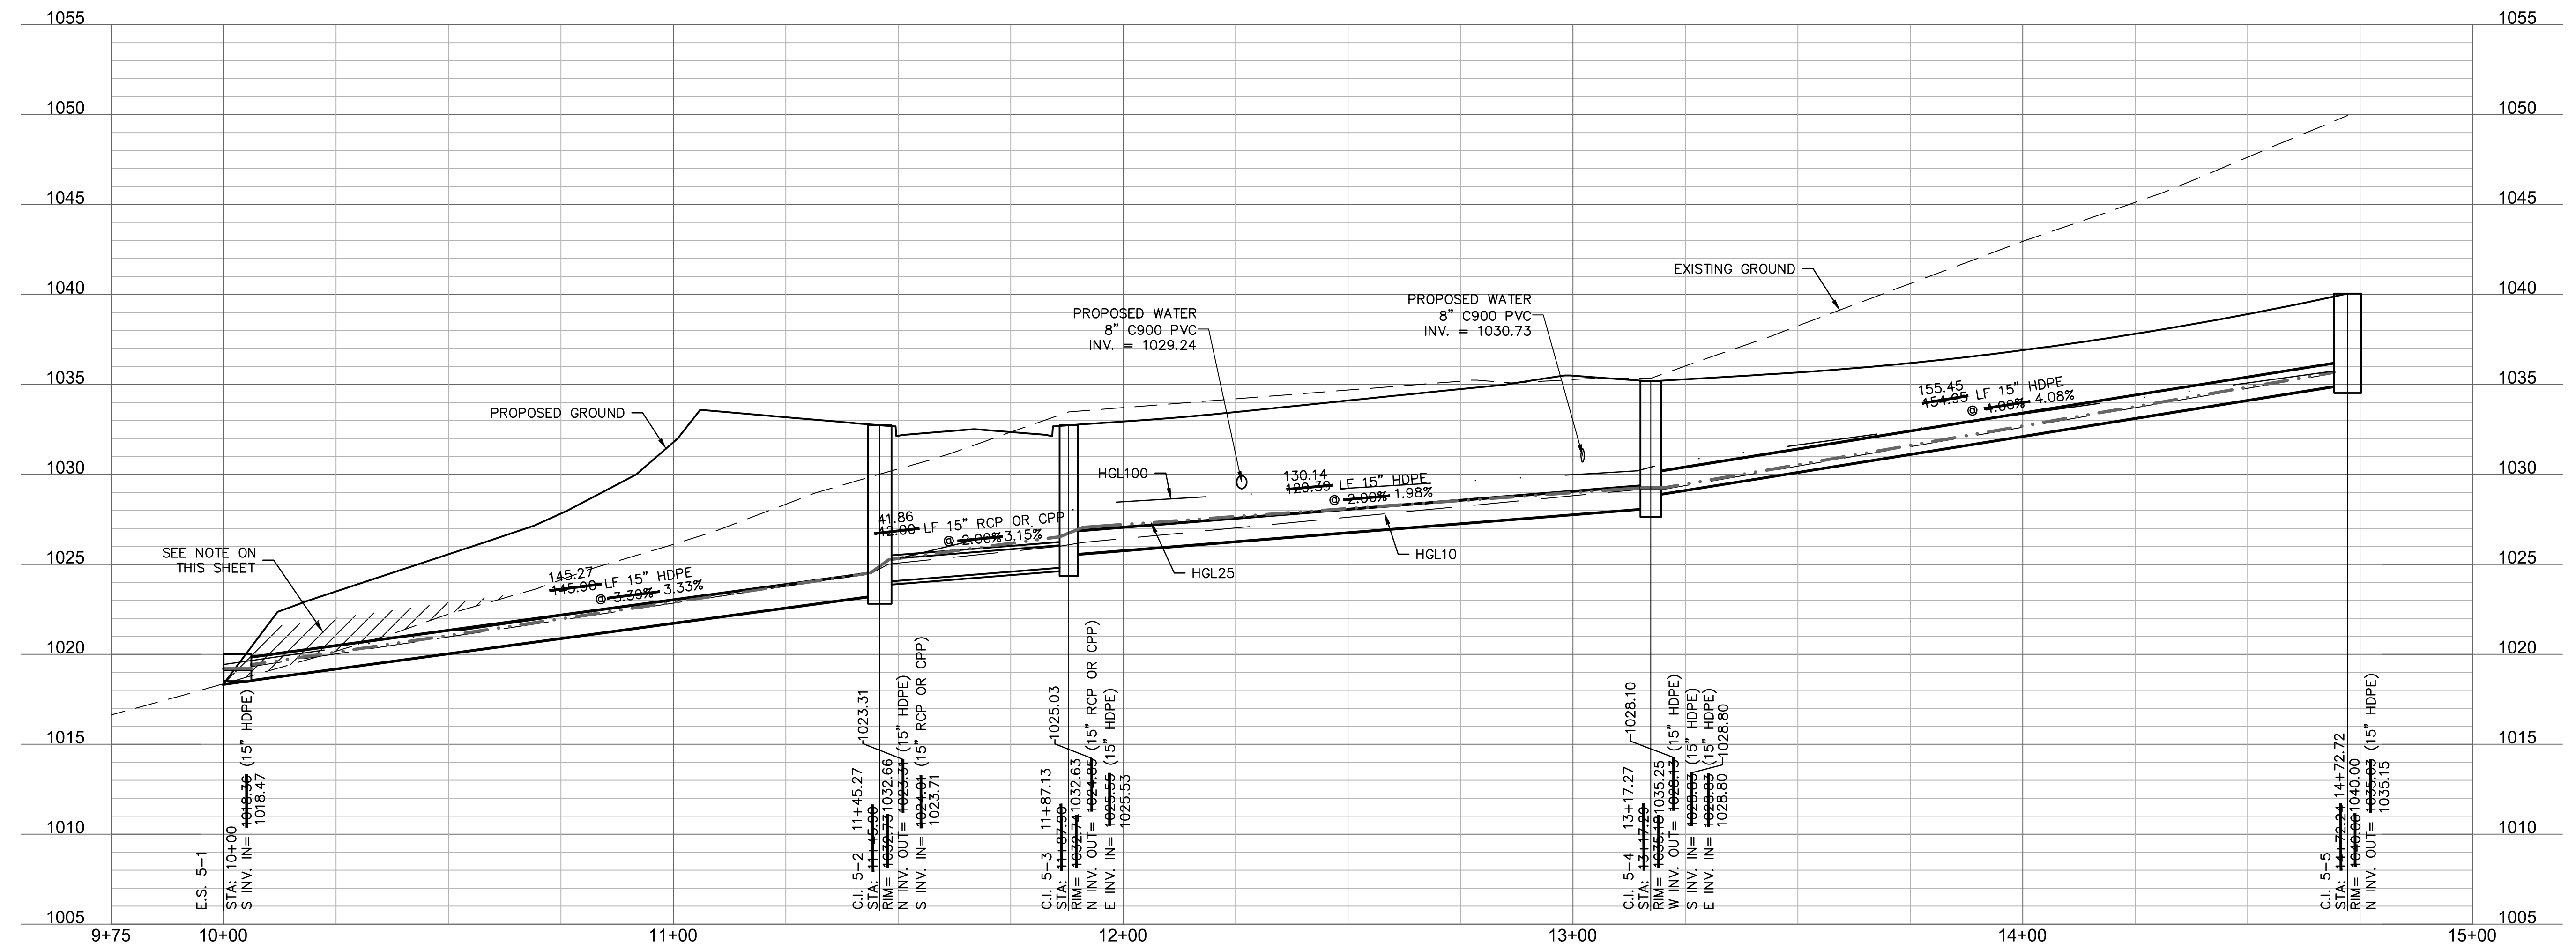 1055
1055
1050
1050
1045
1045
EXISTING GROUND
1040
1040
PROPOSED WATER
8" C900 PVC
INV. = 1029.24
PROPOSED WATER
8" C900 PVC
INV. = 1030.73
1035
1035
PROPOSED GROUND
155.45
154.95 LF 15" HDPE
@ 4.00% 4.08%
1030
1030
HGL100
130.14
129.39 LF 15" HDPE
@ 2.00% 1.98%
41.86
42.00 LF 15" RCP OR CPP
@ 2.00% 3.15%
SEE NOTE ON
THIS SHEET
1025
1025
145.27
145.90 LF 15" HDPE
@ 3.39% 3.33%
HGL25
HGL10
1020
1020
1015
1015
1010
1010
1005
1005
E.S. 5-1
STA: 10+00
S INV. IN= 1018.36 (15" HDPE)
1018.47
C.I. 5-2 11+45.27
STA: 11+45.90
RIM= 1032.73 1032.66
1023.31
N INV. OUT= 1023.31 (15" HDPE)
S INV. IN= 1024.01 (15" RCP OR CPP)
1023.71
C.I. 5-3 11+87.13
STA: 11+87.90
RIM= 1032.74 1032.63
1025.03
N INV. OUT= 1024.85 (15" RCP OR CPP)
E INV. IN= 1025.55 (15" HDPE)
1025.53
C.I. 5-4 13+17.27
STA: 13+17.29
RIM= 1035.18 1035.25
1028.10
W INV. OUT= 1028.13 (15" HDPE)
S INV. IN= 1028.83 (15" HDPE)
E INV. IN= 1028.83 (15" HDPE)
1028.80
1028.80
C.I. 5-5
STA: 14+72.24 14+72.72
RIM= 1040.06 1040.00
N INV. OUT= 1035.03 (15" HDPE)
1035.15
9+75
10+00
11+00
12+00
13+00
14+00
15+00